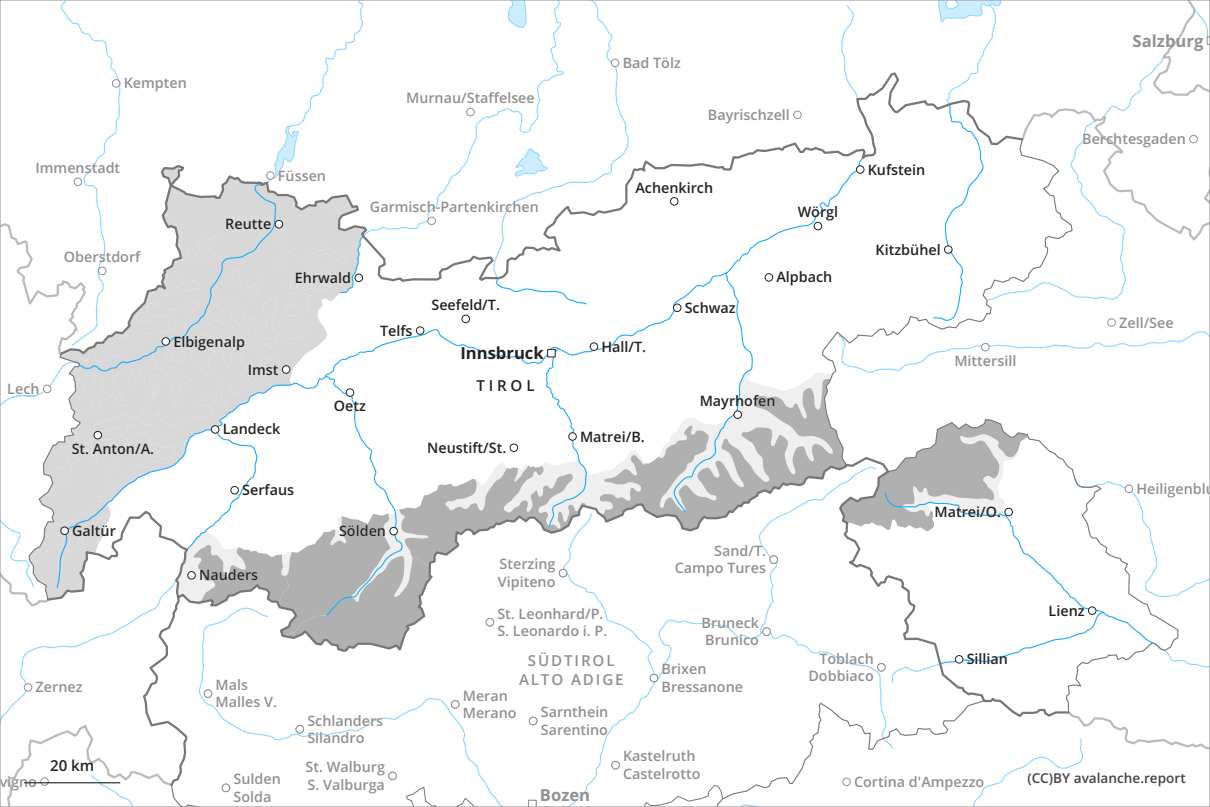 Salzburg
Kempten
Bad Tölz
Murnau/Staffelsee
Bayrischzell
Berchtesgaden
Immenstadt
Füssen
Kufstein
Achenkirch
Garmisch-Partenkirchen
Wörgl
Reutte
Kitzbühel
Oberstdorf
Ehrwald
Alpbach
Seefeld/T.
Schwaz
Telfs
Zell/See
Elbigenalp
Innsbruck
Hall/T.
Mittersill
Imst
TIROL
Lech
Oetz
Mayrhofen
Landeck
Matrei/B.
St. Anton/A.
Neustift/St.
Serfaus
Heiligenblu
Matrei/O.
Galtür
Sölden
Sand/T.
Campo Tures
Sterzing
Vipiteno
Nauders
St. Leonhard/P.
S. Leonardo i. P.
Lienz
Bruneck
Brunico
SÜDTIROL
ALTO ADIGE
Sillian
Toblach
Dobbiaco
Brixen
Bressanone
Zernez
Mals
Malles V.
Meran
Merano
Sarnthein
Sarentino
Schlanders
Silandro
Kastelruth
Castelrotto
20 km
St. Walburg
S. Valburga
vigno
Sulden
Solda
Cortina d'Ampezzo
(CC)BY avalanche.report
Bozen